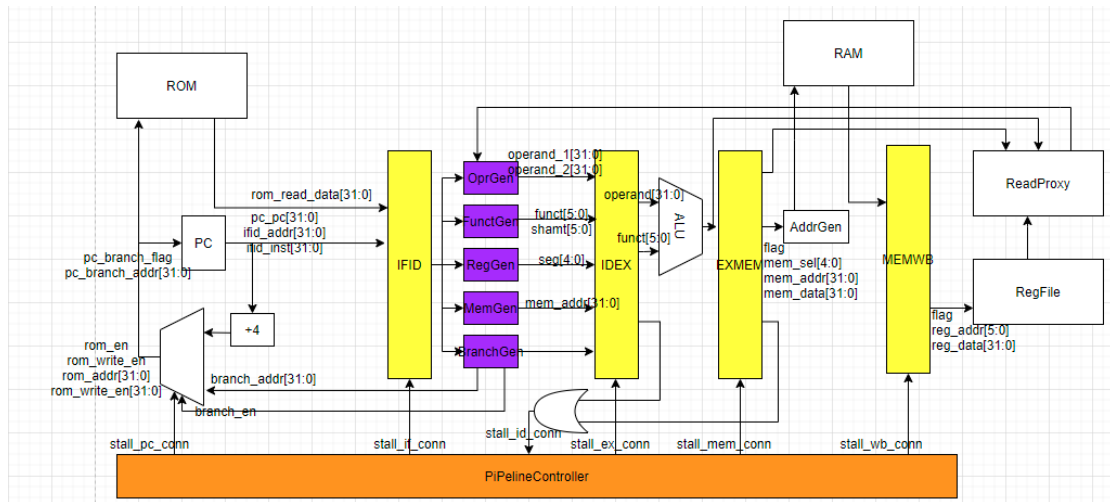 RAM
ROM
operand_1[31:0]
operand_2[31:0]
OprGen
ReadProxy
rom_read_data[31:0]
operand[31:0]
ALU
pc_pc[31:0]
ifid_addr[31:0]
ifid_inst[31:0]
FunctGen
funct[5:0]
shamt[5:0]
AddrGen
PC
funct[5:0]
flag
mem_sel[4:0]
mem_addr[31:0]
mem_data[31:0]
pc_branch_flag
pc_branch_addr[31:0]
IFID
RegGen
seg[4:0]
IDEX
EXMEM
MEMWB
RegFile
MemGen
mem_addr[31:0]
flag
reg_addr[5:0]
reg_data[31:0]
+4
rom_en
rom_write_en
rom_addr[31:0]
rom_write_en[31:0]
BranchGen
branch_addr[31:0]
branch_en
stall_pc_conn
stall_if_conn
stall_id_conn
stall_ex_conn
stall_mem_conn
stall_wb_conn
PiPelineController